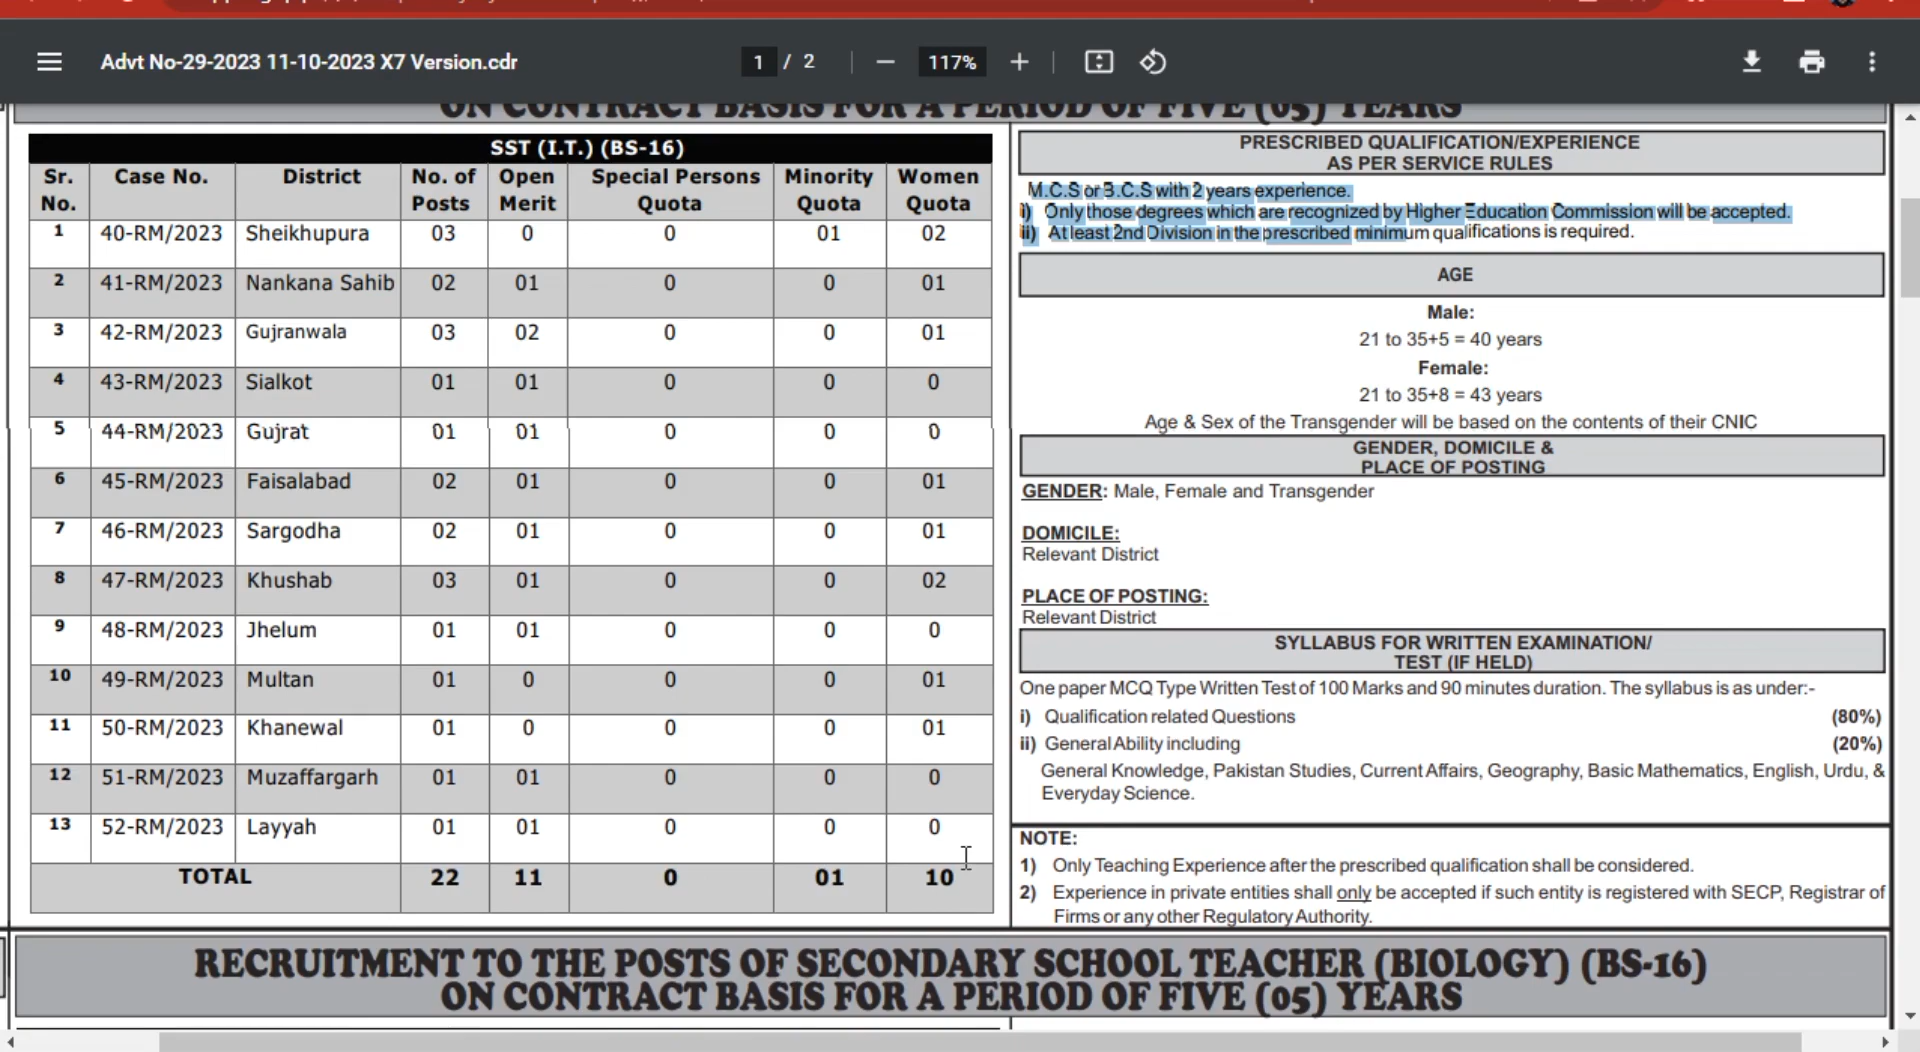 Advt No-29-2023 11-10-2023 X7 Version.cdr
1 / 2
117%
ON CONTRACT BASIS FOR A PERIOD OF FIVE (05) YEARS
SST (I.T.) (BS-16)
Sr. No. Case No. District No. of Posts Open Merit Special Persons Quota Minority Quota Women Quota
1 40-RM/2023 Sheikhupura 03 0 0 01 02
2 41-RM/2023 Nankana Sahib 02 01 0 0 01
3 42-RM/2023 Gujranwala 03 02 0 0 01
4 43-RM/2023 Sialkot 01 01 0 0 0
5 44-RM/2023 Gujrat 01 01 0 0 0
6 45-RM/2023 Faisalabad 02 01 0 0 01
7 46-RM/2023 Sargodha 02 01 0 0 01
8 47-RM/2023 Khushab 03 01 0 0 02
9 48-RM/2023 Jhelum 01 01 0 0 0
10 49-RM/2023 Multan 01 0 0 0 01
11 50-RM/2023 Khanewal 01 0 0 0 01
12 51-RM/2023 Muzaffargarh 01 01 0 0 0
13 52-RM/2023 Layyah 01 01 0 0 0
TOTAL 22 11 0 01 10
PRESCRIBED QUALIFICATION/EXPERIENCE
AS PER SERVICE RULES
M.C.S or B.C.S with 2 years experience.
i) Only those degrees which are recognized by Higher Education Commission will be accepted.
ii) At least 2nd Division in the prescribed minimum qualifications is required.
AGE
Male:
21 to 35+5 = 40 years
Female:
21 to 35+8 = 43 years
Age & Sex of the Transgender will be based on the contents of their CNIC
GENDER, DOMICILE &
PLACE OF POSTING
GENDER: Male, Female and Transgender
DOMICILE:
Relevant District
PLACE OF POSTING:
Relevant District
SYLLABUS FOR WRITTEN EXAMINATION/
TEST (IF HELD)
One paper MCQ Type Written Test of 100 Marks and 90 minutes duration. The syllabus is as under:-
i) Qualification related Questions (80%)
ii) General Ability including (20%)
General Knowledge, Pakistan Studies, Current Affairs, Geography, Basic Mathematics, English, Urdu, &
Everyday Science.
NOTE:
1) Only Teaching Experience after the prescribed qualification shall be considered.
2) Experience in private entities shall only be accepted if such entity is registered with SECP, Registrar of
Firms or any other Regulatory Authority.
RECRUITMENT TO THE POSTS OF SECONDARY SCHOOL TEACHER (BIOLOGY) (BS-16)
ON CONTRACT BASIS FOR A PERIOD OF FIVE (05) YEARS